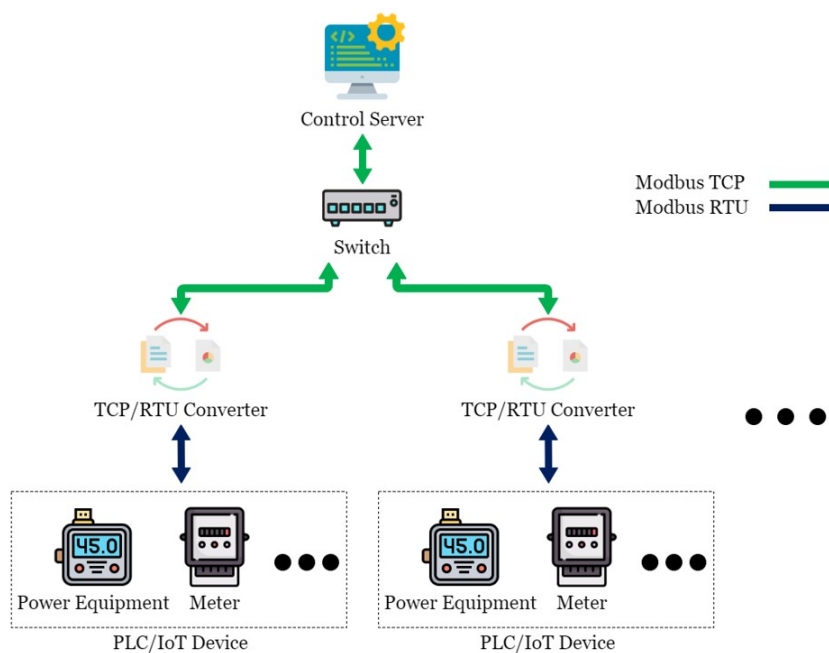 Control Server
Modbus TCP
Modbus RTU
Switch
TCP/RTU Converter
TCP/RTU Converter
45.0
45.0
Power Equipment
Meter
Power Equipment
Meter
PLC/IoT Device
PLC/IoT Device